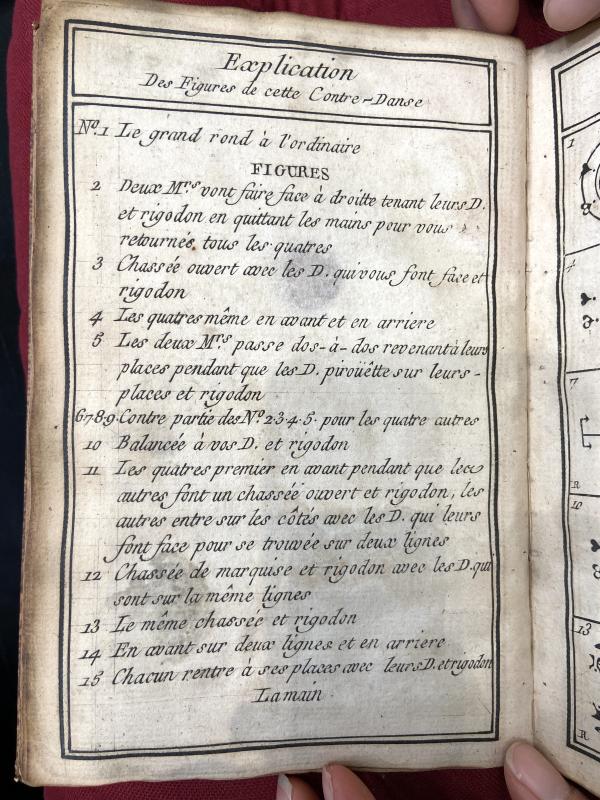 Explication
Des Figures de cette Contre-Danse
No. 1 Le grand rond à l'ordinaire
FIGURES
2 Deux Mrs vont faire face à droitte tenant leurs D.
et rigodon en quittant les mains pour vous
retournés tous les quatres
3 Chassée ouvert avec les D. qui vous font face et
rigodon
4 Les quatres même en avant et en arriere
5 Les deux Mrs passe dos-à-dos revenant à leurs
places pendant que les D. piroüêtte sur leurs-
places et rigodon
6789. Contre partie des No. 2.3.4.5. pour les quatre autres
10 Balancée à vos D. et rigodon
11 Les quatres premier en avant pendant que les
autres font un chassée ouvert et rigodon, les
autres entre sur les côtés avec les D. qui leurs
font face pour se trouvée sur deux lignes
12 Chassée de marquise et rigodon avec les D. qui
sont sur la même lignes
13 Le même chassée et rigodon
14 En avant sur deux lignes et en arriere
15 Chacun rentre à ses places avec leurs D. et rigodon
La main
1
4
7
R
10
13
R